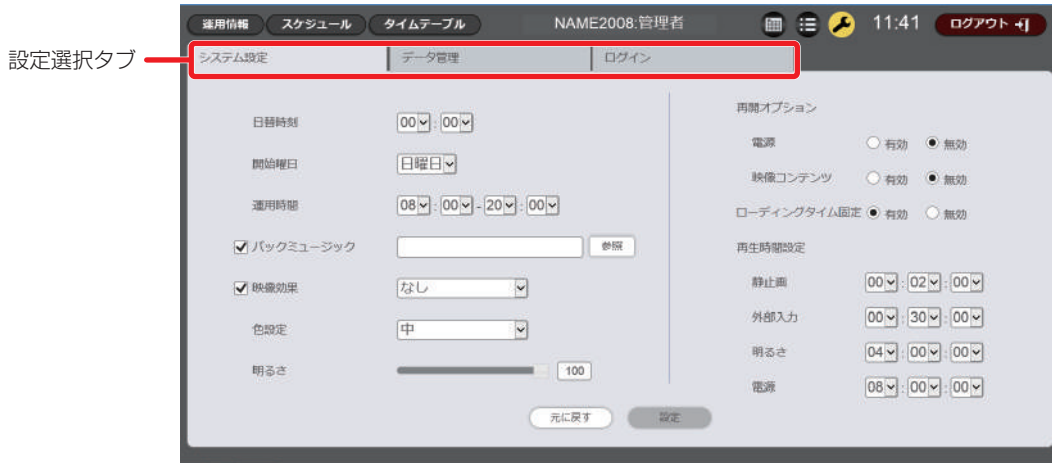 運用情報 スケジュール タイムテーブル NAME2008:管理者 11:41 ログアウト
設定選択タブ
システム設定 データ管理 ログイン
日替時刻 00 : 00
開始曜日 日曜日
運用時間 08 : 00 - 20 : 00
バックミュージック 参照
映像効果 なし
色設定 中
明るさ 100
再開オプション
電源 有効 無効
映像コンテンツ 有効 無効
ローディングタイム固定 有効 無効
再生時間設定
静止画 00 : 02 : 00
外部入力 00 : 30 : 00
明るさ 04 : 00 : 00
電源 08 : 00 : 00
元に戻す 設定